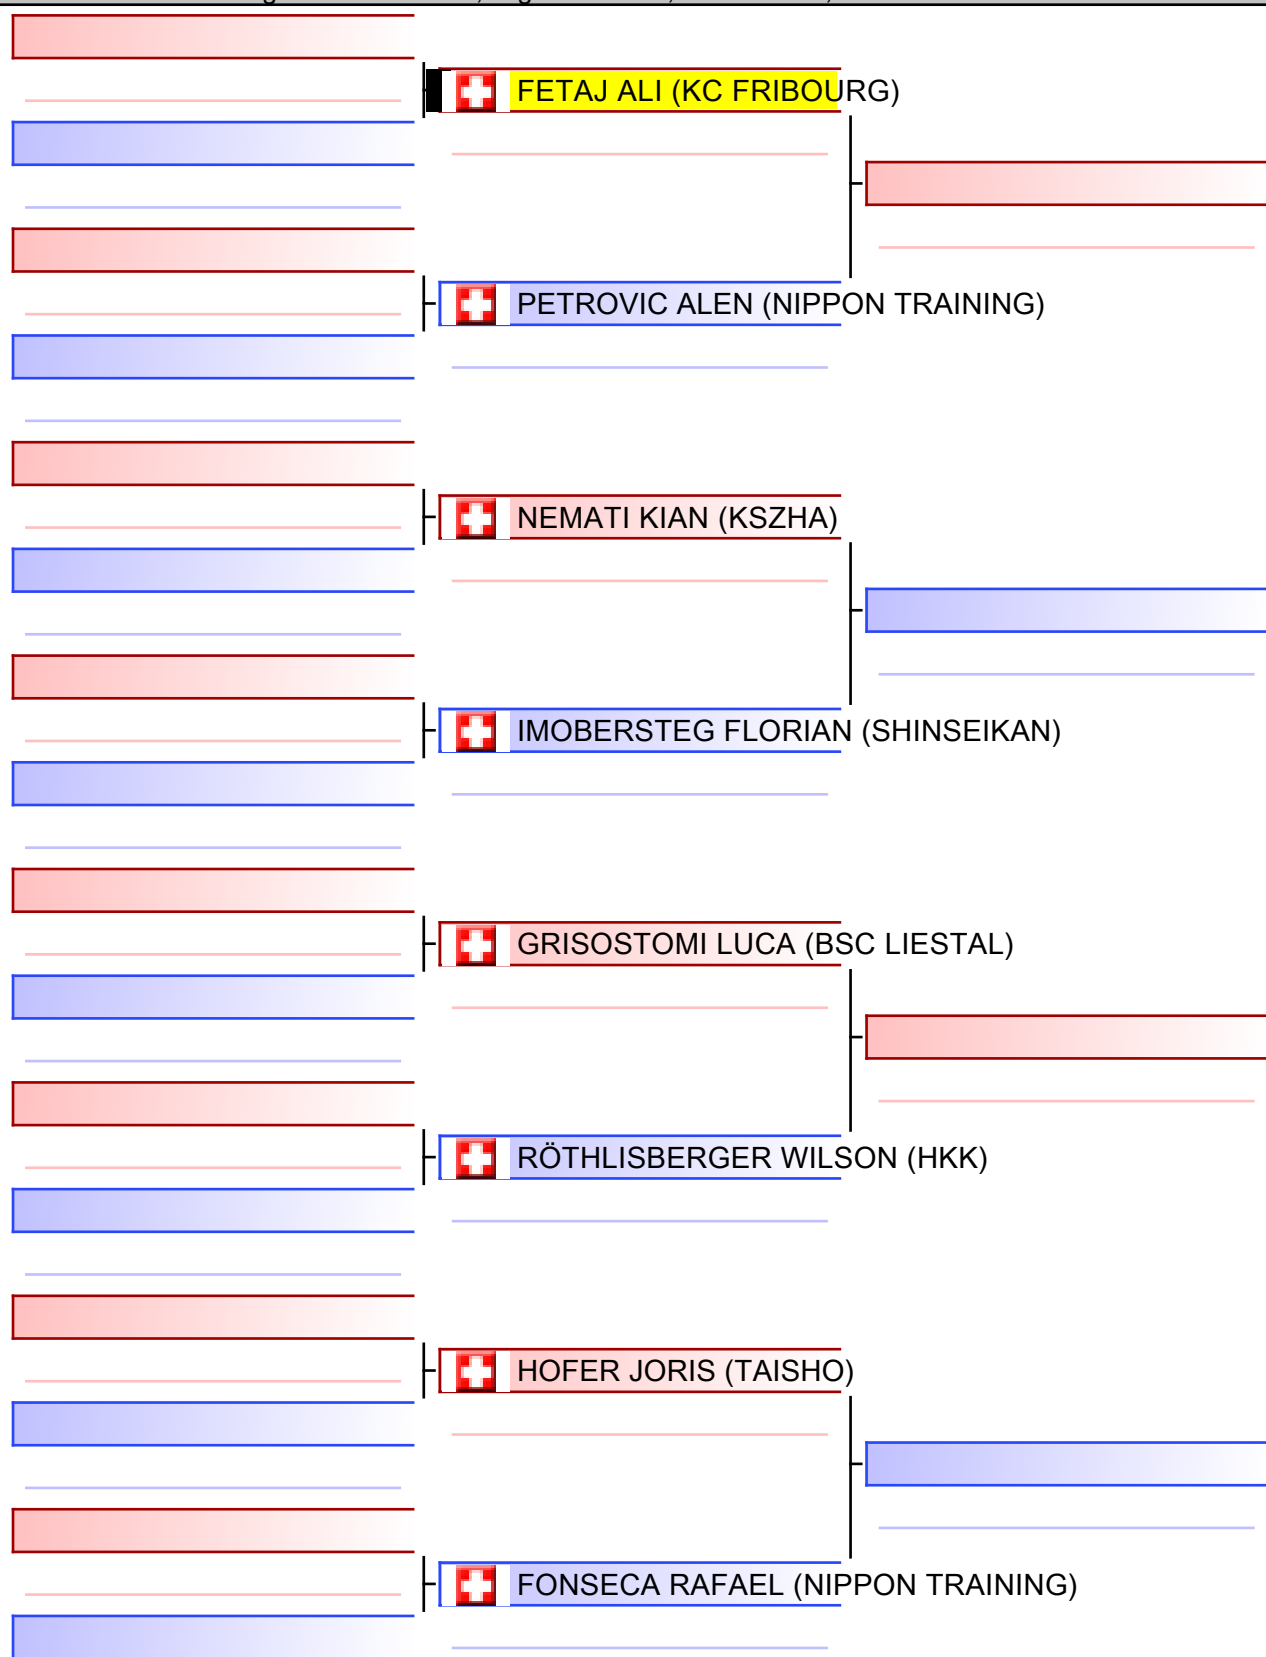 FETAJ ALI (KC FRIBOURG)
PETROVIC ALEN (NIPPON TRAINING)
NEMATI KIAN (KSZHA)
IMOBERSTEG FLORIAN (SHINSEIKAN)
GRISOSTOMI LUCA (BSC LIESTAL)
RÖTHLISBERGER WILSON (HKK)
HOFER JORIS (TAISHO)
FONSECA RAFAEL (NIPPON TRAINING)